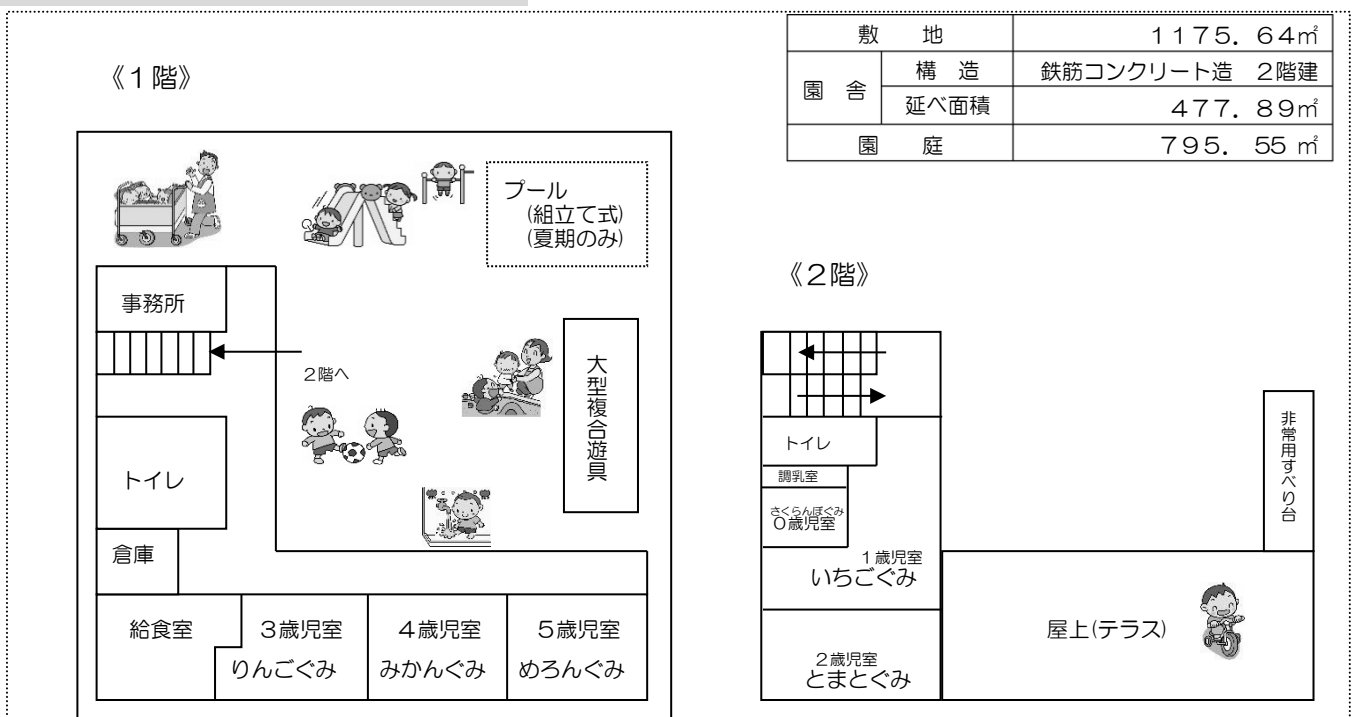 敷　地　１１７５．６４㎡
園　舎　構　造　鉄筋コンクリート造　２階建
延べ面積　４７７．８９㎡
園　庭　７９５．５５㎡
《１階》
プール
(組立て式)
(夏期のみ)
事務所
２階へ
大型複合遊具
トイレ
倉庫
給食室
３歳児室
りんごぐみ
４歳児室
みかんぐみ
５歳児室
めろんぐみ
《２階》
トイレ
調乳室
さくらんぼぐみ
０歳児室
１歳児室
いちごぐみ
２歳児室
とまとぐみ
屋上(テラス)
非常用すべり台